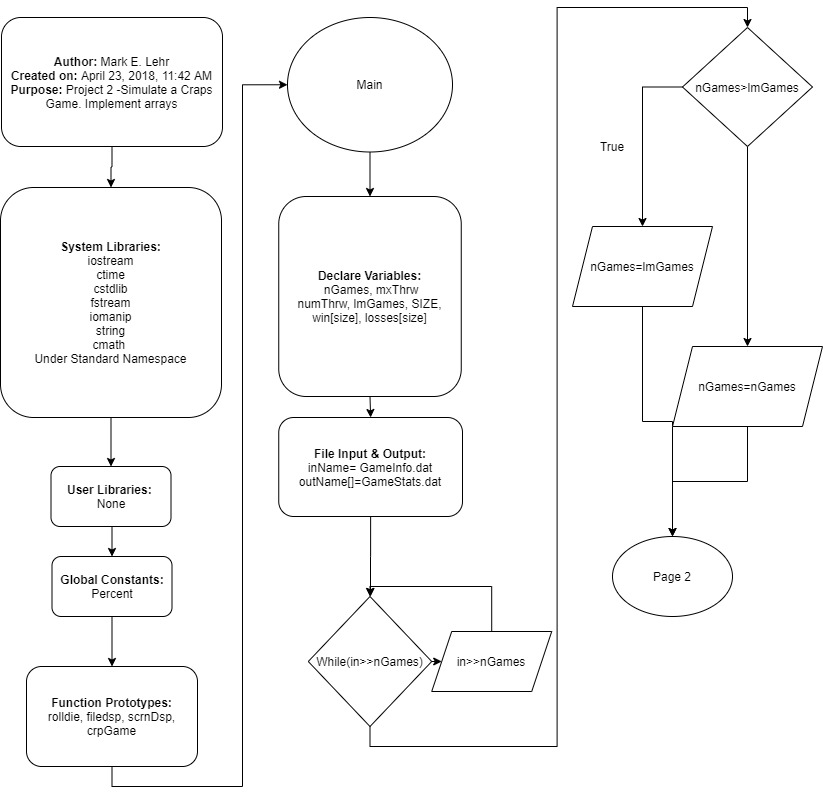 Author: Mark E. Lehr
Created on: April 23, 2018, 11:42 AM
Purpose: Project 2 -Simulate a Craps
Game. Implement arrays
System Libraries:
iostream
ctime
cstdlib
fstream
iomanip
string
cmath
Under Standard Namespace
User Libraries:
None
Global Constants:
Percent
Function Prototypes:
rolldie, filedsp, scrnDsp,
crpGame
Main
Declare Variables:
nGames, mxThrw
numThrw, lmGames, SIZE,
win[size], losses[size]
File Input & Output:
inName= GameInfo.dat
outName[]=GameStats.dat
While(in>>nGames)
in>>nGames
nGames>lmGames
True
nGames=lmGames
nGames=nGames
Page 2